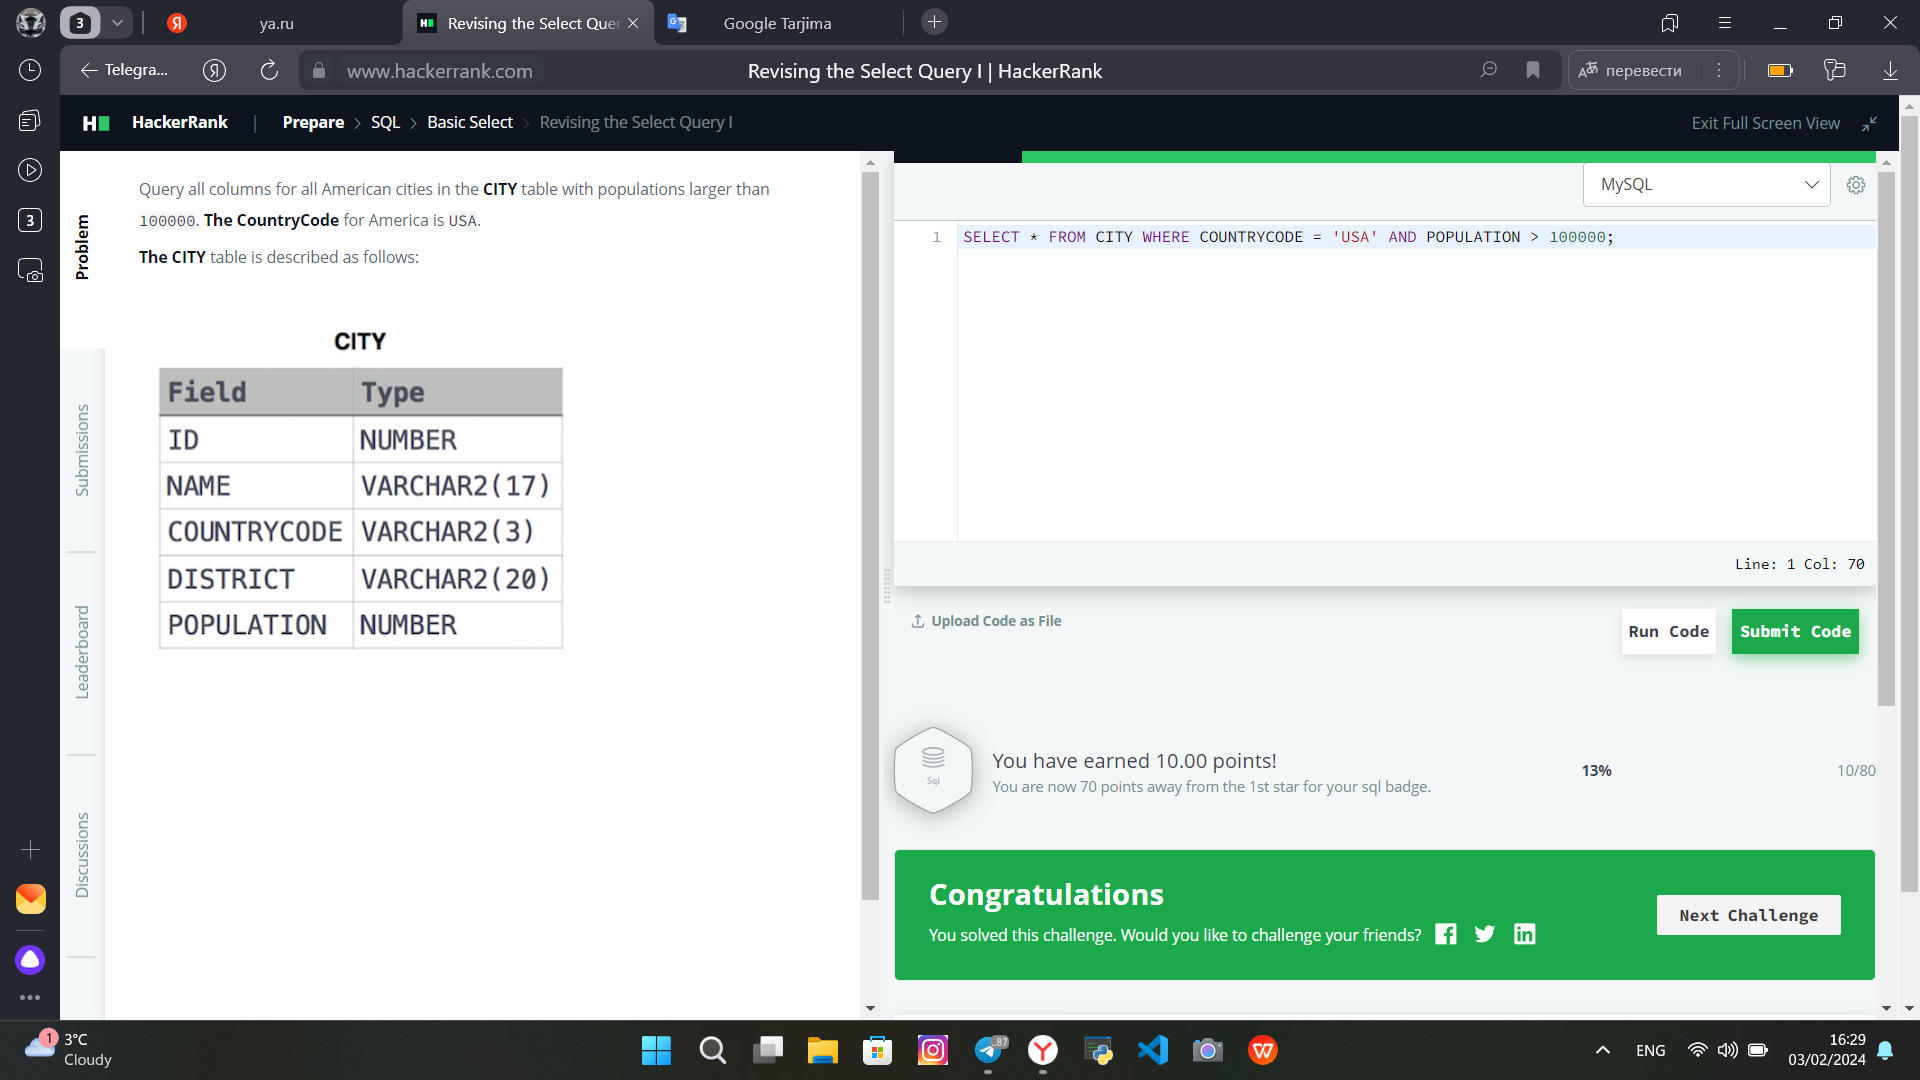 3
ya.ru
Revising the Select Quer
Google Tarjima
Telegra...
www.hackerrank.com
Revising the Select Query I | HackerRank
перевести
HackerRank
Prepare
SQL
Basic Select
Revising the Select Query I
Exit Full Screen View
3
Problem
Submissions
Leaderboard
Discussions
Query all columns for all American cities in the CITY table with populations larger than
100000. The CountryCode for America is USA.
The CITY table is described as follows:
CITY
Field Type
ID NUMBER
NAME VARCHAR2(17)
COUNTRYCODE VARCHAR2(3)
DISTRICT VARCHAR2(20)
POPULATION NUMBER
MySQL
1 SELECT * FROM CITY WHERE COUNTRYCODE = 'USA' AND POPULATION > 100000;
Line: 1 Col: 70
Upload Code as File
Run Code
Submit Code
Sql
You have earned 10.00 points!
You are now 70 points away from the 1st star for your sql badge.
13%
10/80
Congratulations
You solved this challenge. Would you like to challenge your friends?
Next Challenge
1
3°C
Cloudy
87
ENG
16:29
03/02/2024